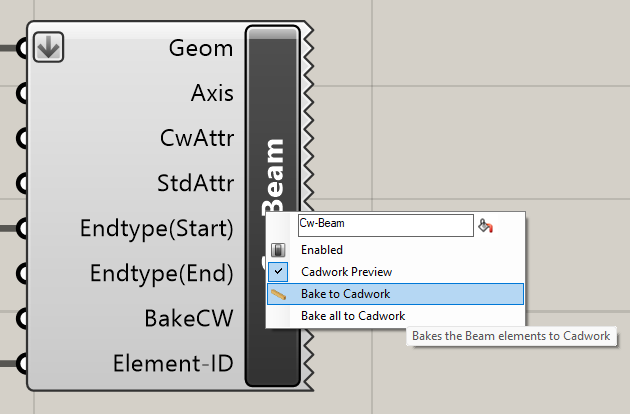 Geom
Axis
CwAttr
StdAttr
Endtype(Start)
Endtype(End)
BakeCW
Element-ID
Beam
Cw-Beam
Enabled
Cadwork Preview
Bake to Cadwork
Bake all to Cadwork
Bakes the Beam elements to Cadwork